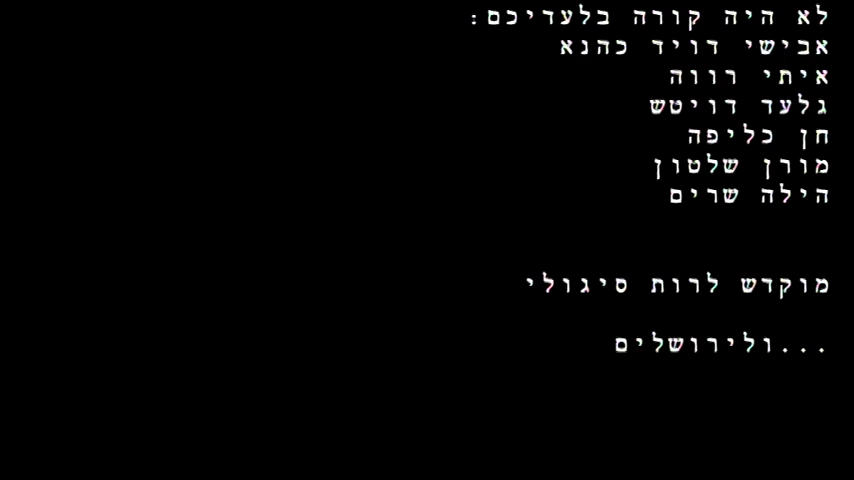 לא היה קורה בלעדיכם:
אבישי דויד כהנא
איתי רווה
גלעד דויטש
חן כליפה
מורן שלטון
הילה שרים
מוקדש לרות סיגולי
...ולירושלים